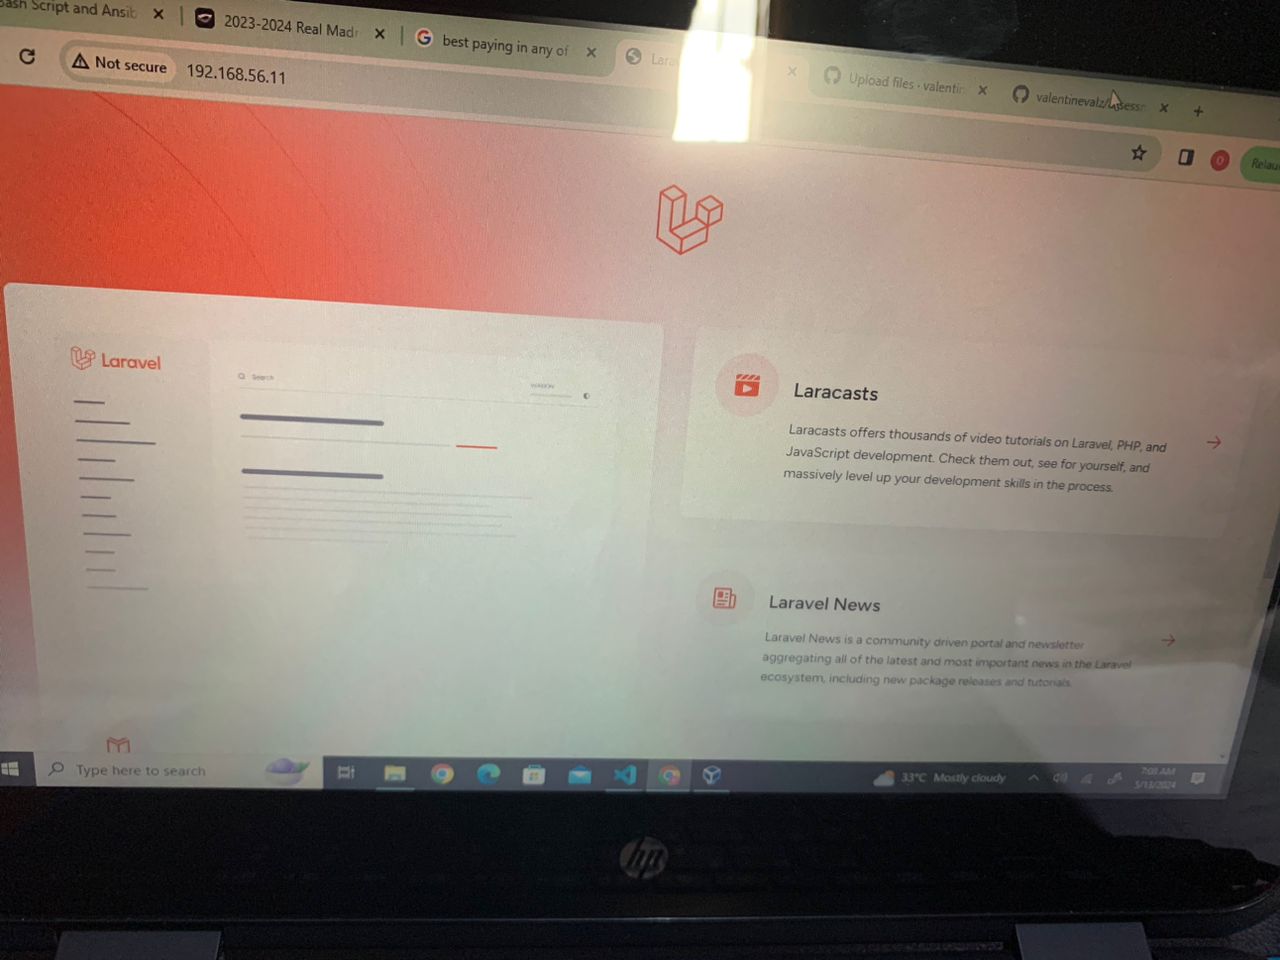 Bash Script and Ansib
2023-2024 Real Madr
best paying in any of
Lara
Upload files · valentin
valentinevalz/Assessm
Not secure
192.168.56.11
Relau
Laravel
Search
Laracasts
Laracasts offers thousands of video tutorials on Laravel, PHP, and
JavaScript development. Check them out, see for yourself, and
massively level up your development skills in the process.
Laravel News
Laravel News is a community driven portal and newsletter
aggregating all of the latest and most important news in the Laravel
ecosystem, including new package releases and tutorials.
Type here to search
33°C Mostly cloudy
7:08 AM
5/13/2024
hp